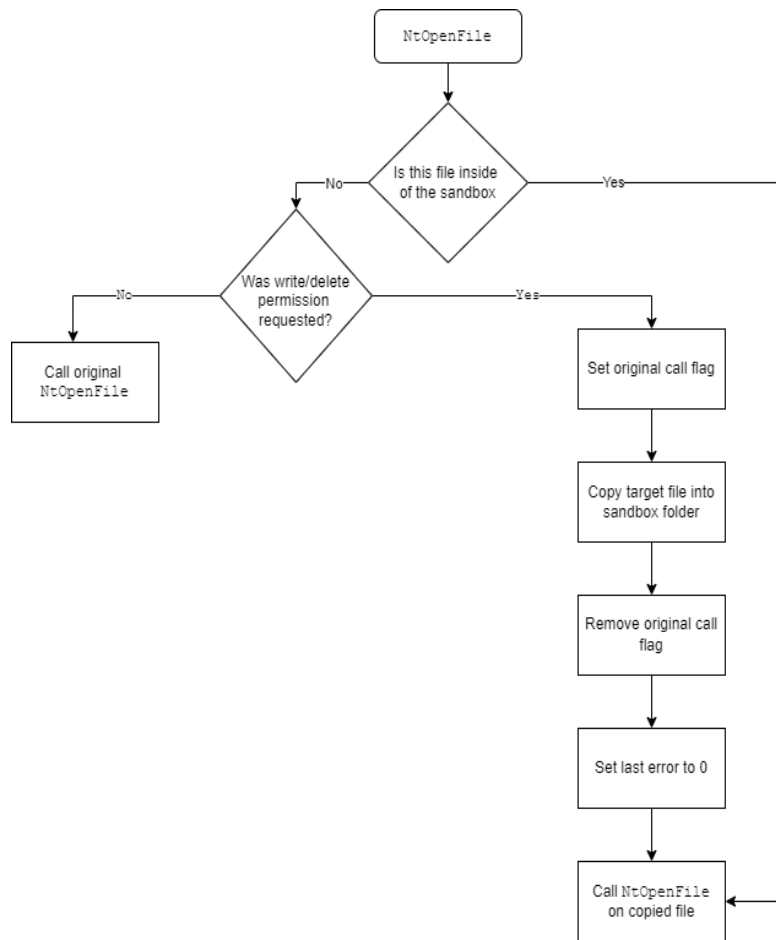 NtOpenFile
Is this file inside
of the sandbox
No
Yes
Was write/delete
permission
requested?
No
Yes
Call original
NtOpenFile
Set original call flag
Copy target file into
sandbox folder
Remove original call
flag
Set last error to 0
Call NtOpenFile
on copied file